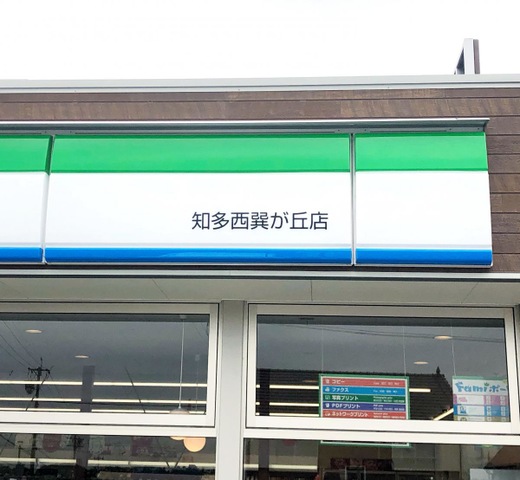 知多西巽が丘店
コピー
ファクス
写真プリント
PDFプリント
ネットワークプリント
Famiポー